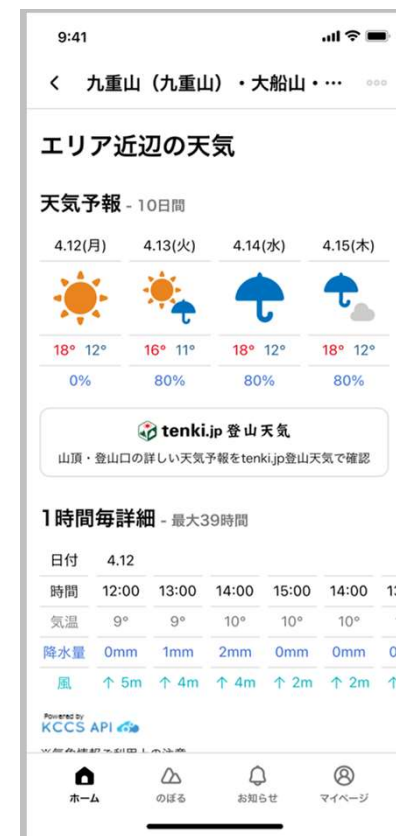 9:41
九重山（九重山）・大船山・…
エリア近辺の天気
天気予報 - 10日間
4.12(月) 4.13(火) 4.14(水) 4.15(木)
18° 12° 16° 11° 18° 12° 18° 12°
0% 80% 80% 80%
tenki.jp 登山天気
山頂・登山口の詳しい天気予報をtenki.jp登山天気で確認
1時間毎詳細 - 最大39時間
日付 4.12
時間 12:00 13:00 14:00 15:00 14:00
気温 9° 9° 10° 10° 10°
降水量 0mm 1mm 2mm 0mm 0mm
風 ↑ 5m ↑ 4m ↑ 4m ↑ 2m ↑ 2m ↑
Powered by
KCCS API
ホーム のぼる お知らせ マイページ